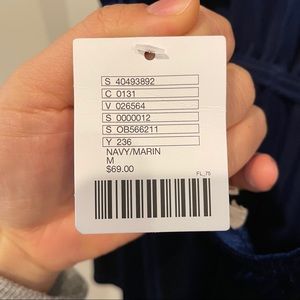 S 40493892
C 0131
V 026564
S 0000012
S OB566211
Y 236
NAVY/MARIN
M
$69.00
FL_75